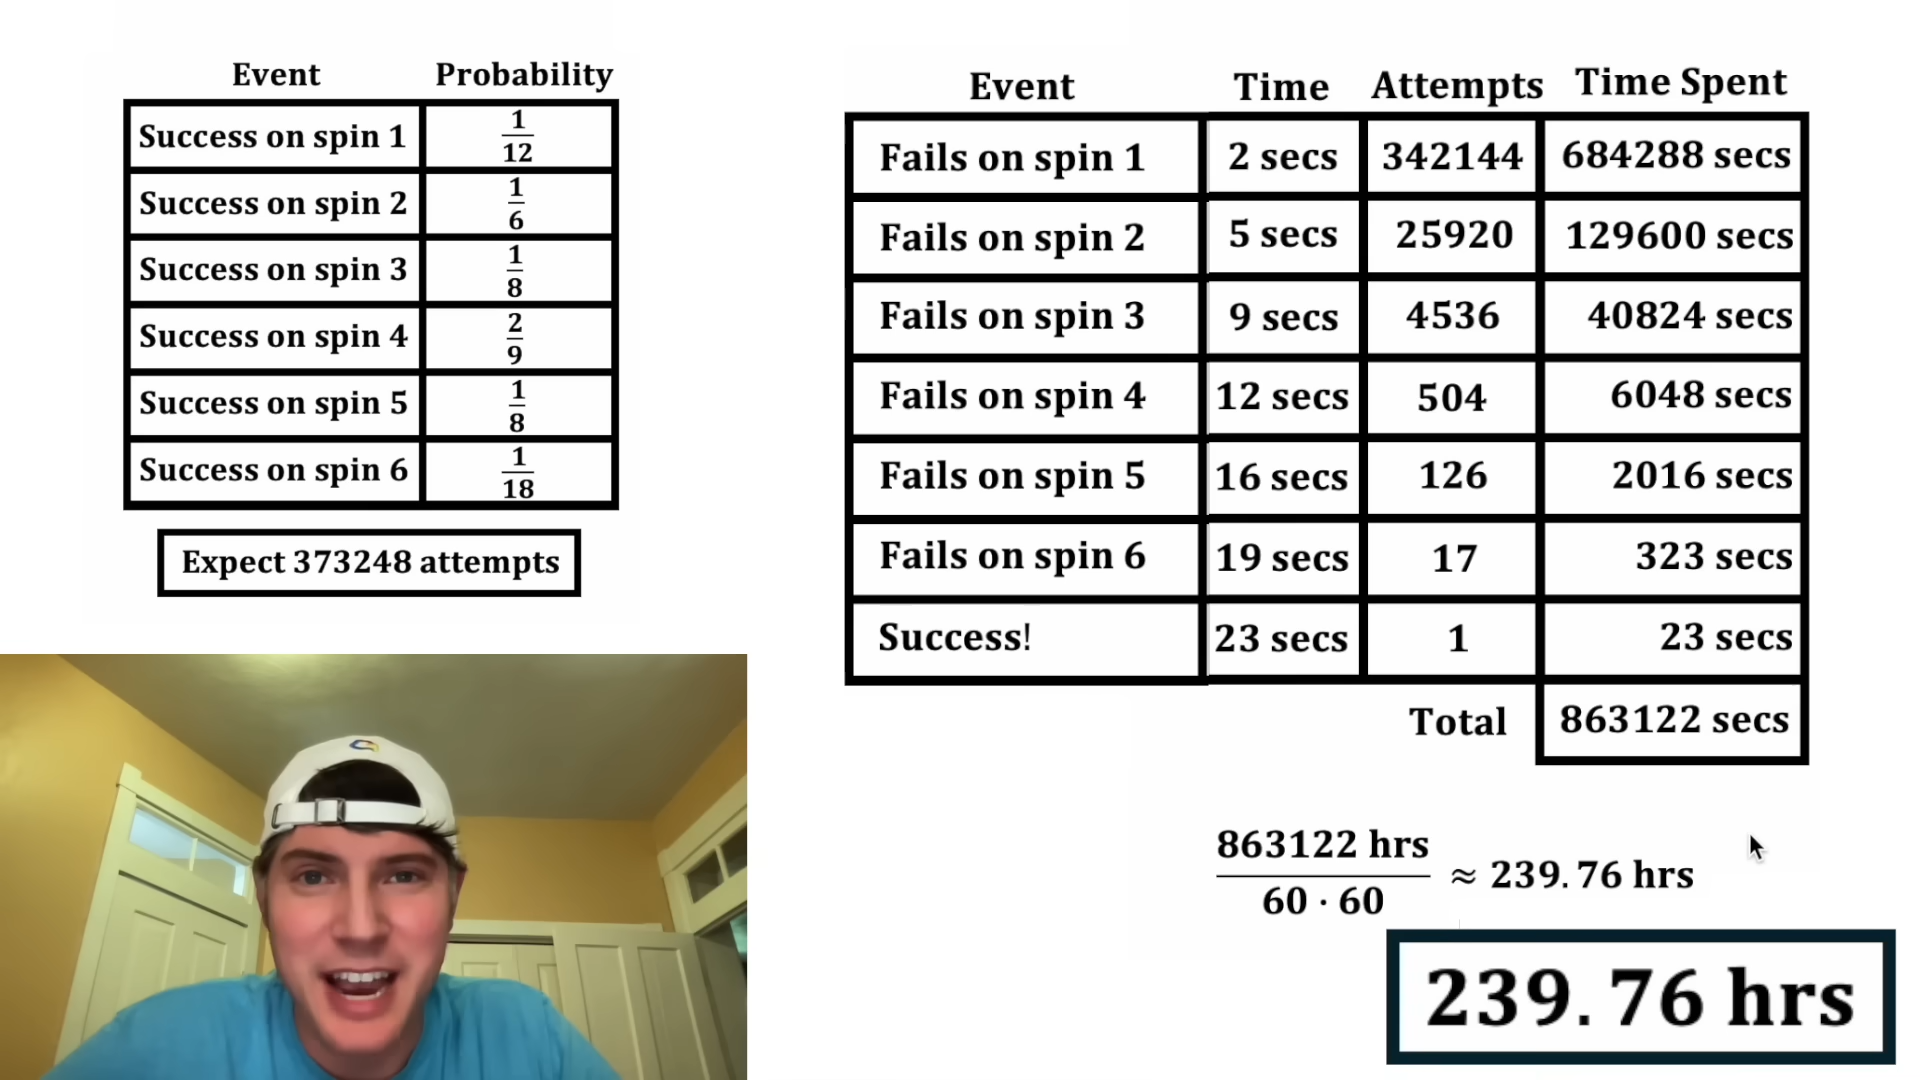 Event Probability
Success on spin 1 1/12
Success on spin 2 1/6
Success on spin 3 1/8
Success on spin 4 2/9
Success on spin 5 1/8
Success on spin 6 1/18
Expect 373248 attempts
Event Time Attempts Time Spent
Fails on spin 1 2 secs 342144 684288 secs
Fails on spin 2 5 secs 25920 129600 secs
Fails on spin 3 9 secs 4536 40824 secs
Fails on spin 4 12 secs 504 6048 secs
Fails on spin 5 16 secs 126 2016 secs
Fails on spin 6 19 secs 17 323 secs
Success! 23 secs 1 23 secs
Total 863122 secs
863122 hrs
60 · 60
≈ 239.76 hrs
239.76 hrs